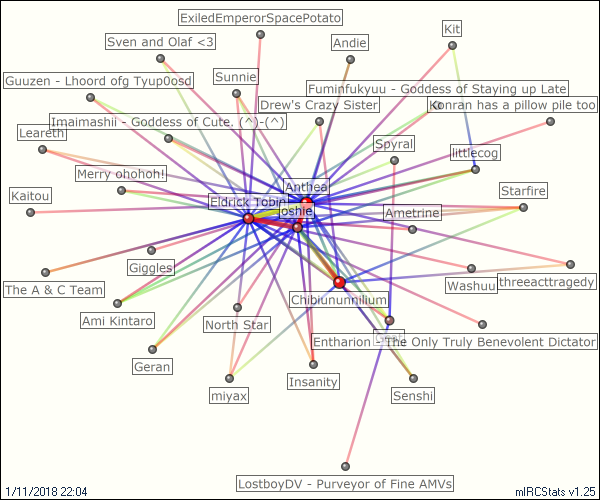 ExiledEmperorSpacePotato
Kit
Sven and Olaf <3
Andie
Guuzen - Lhoord ofg Tyup0osd
Sunnie
Fuminfukyuu - Goddess of Staying up Late
Drew's Crazy Sister
Konran has a pillow pile too
Imaimashii - Goddess of Cute. (^)-(^)
Leareth
Spyral
littlecog
Merry ohohoh!
Anthea
Kaitou
Eldrick Tobin
Starfire
oshie
Ametrine
Giggles
The A & C Team
Washuu
threeacttragedy
Chibiununnilium
Ami Kintaro
North Star
Entharion - The Only Truly Benevolent Dictator
Geran
Insanity
miyax
Senshi
LostboyDV - Purveyor of Fine AMVs
1/11/2018 22:04
mIRCStats v1.25